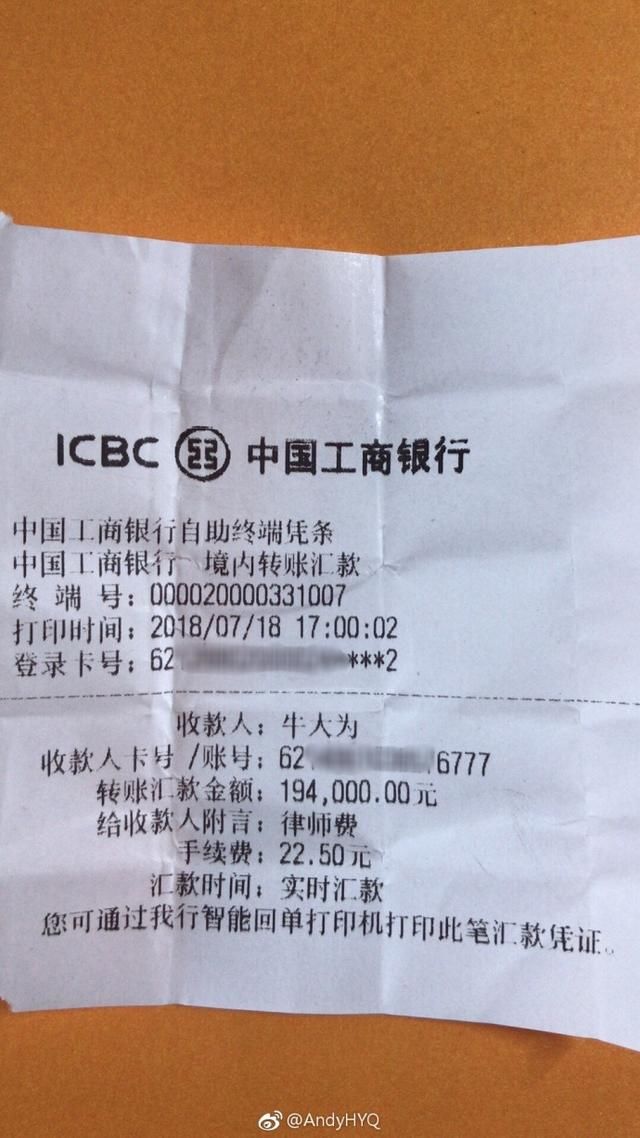 ICBC 中国工商银行
中国工商银行自助终端凭条
中国工商银行 境内转账汇款
终 端 号：000020000331007
打印时间：2018/07/18 17:00:02
登录卡号：62 ***2
收款人：牛大为
收款人卡号 /账号：62 6777
转账汇款金额：194,000.00元
给收款人附言：律师费
手续费：22.50元
汇款时间：实时汇款
您可通过我行智能回单打印机打印此笔汇款凭证。
@AndyHYQ